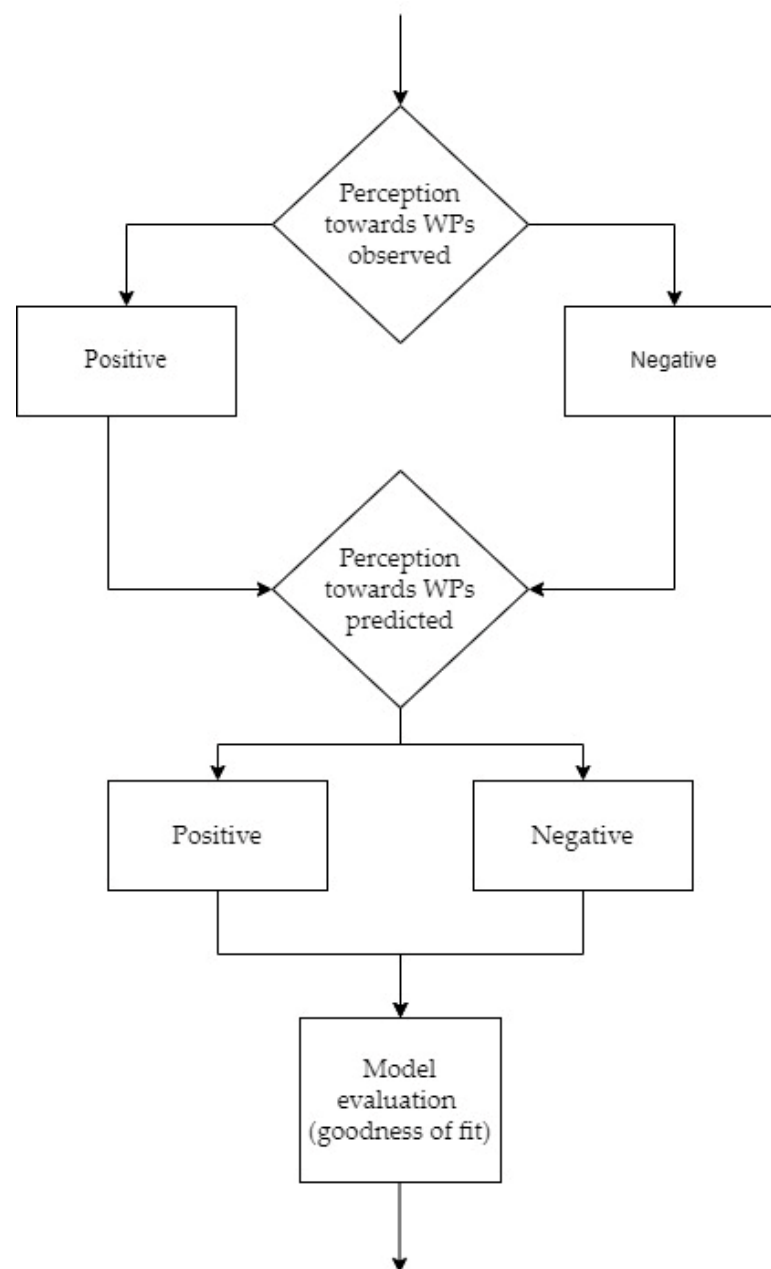 Perception
towards WPs
observed
Positive
Negative
Perception
towards WPs
predicted
Positive
Negative
Model
evaluation
(goodness of fit)